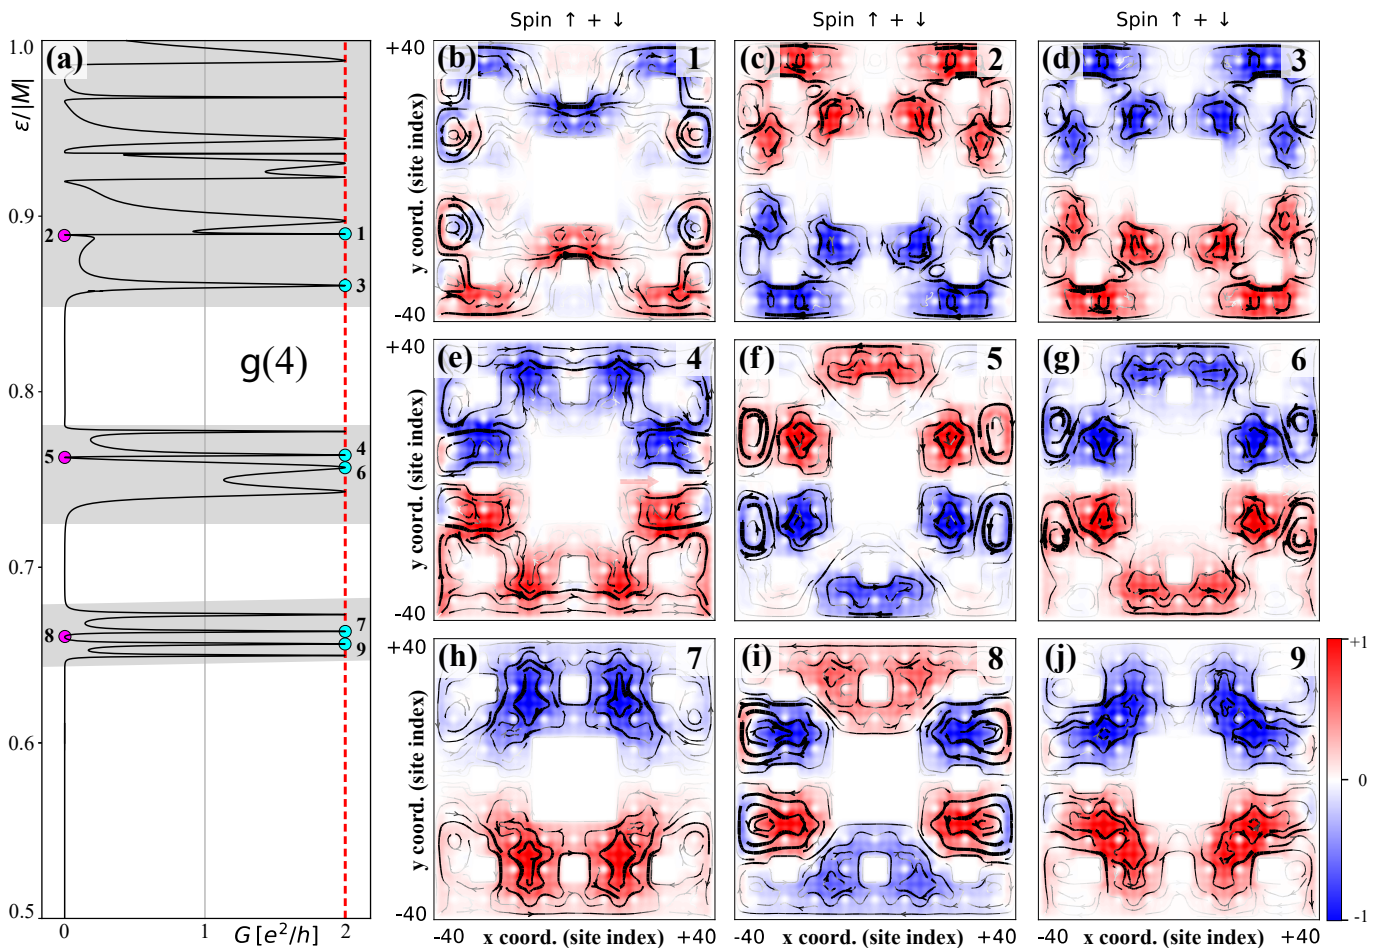 Spin ↑ + ↓
Spin ↑ + ↓
Spin ↑ + ↓
(a)
1.0
0.9
0.8
0.7
0.6
0.5
ε/|M|
g(4)
2
1
3
5
4
6
8
7
9
0
1
2
G [e²/h]
+40
-40
y coord. (site index)
(b) 1
(c) 2
(d) 3
+40
-40
y coord. (site index)
(e) 4
(f) 5
(g) 6
+40
-40
y coord. (site index)
(h) 7
(i) 8
(j) 9
+1
0
-1
-40 x coord. (site index) +40
-40 x coord. (site index) +40
-40 x coord. (site index) +40